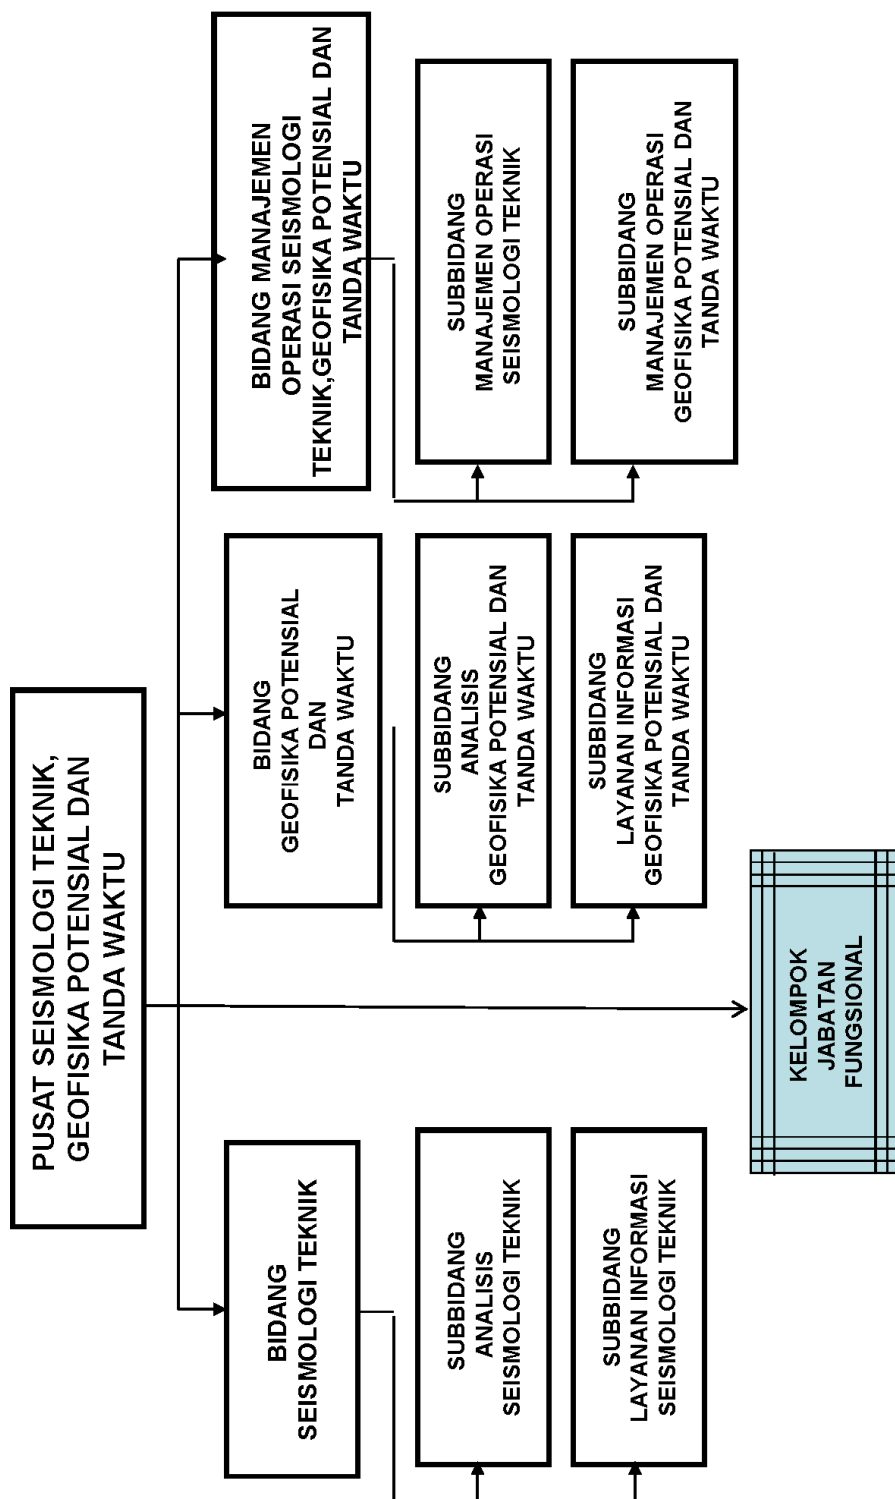 PUSAT SEISMOLOGI TEKNIK,
GEOFISIKA POTENSIAL DAN
TANDA WAKTU
BIDANG
SEISMOLOGI TEKNIK
BIDANG
GEOFISIKA POTENSIAL
DAN
TANDA WAKTU
BIDANG MANAJEMEN
OPERASI SEISMOLOGI
TEKNIK,GEOFISIKA POTENSIAL DAN
TANDA WAKTU
SUBBIDANG
ANALISIS
SEISMOLOGI TEKNIK
SUBBIDANG
ANALISIS
GEOFISIKA POTENSIAL DAN
TANDA WAKTU
SUBBIDANG
MANAJEMEN OPERASI
SEISMOLOGI TEKNIK
SUBBIDANG
LAYANAN INFORMASI
SEISMOLOGI TEKNIK
SUBBIDANG
LAYANAN INFORMASI
GEOFISIKA POTENSIAL DAN
TANDA WAKTU
SUBBIDANG
MANAJEMEN OPERASI
GEOFISIKA POTENSIAL DAN
TANDA WAKTU
KELOMPOK
JABATAN
FUNGSIONAL